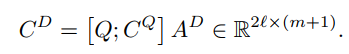 C^D = [Q; C^Q] A^D ∈ ℝ^{2ℓ×(m+1)}.